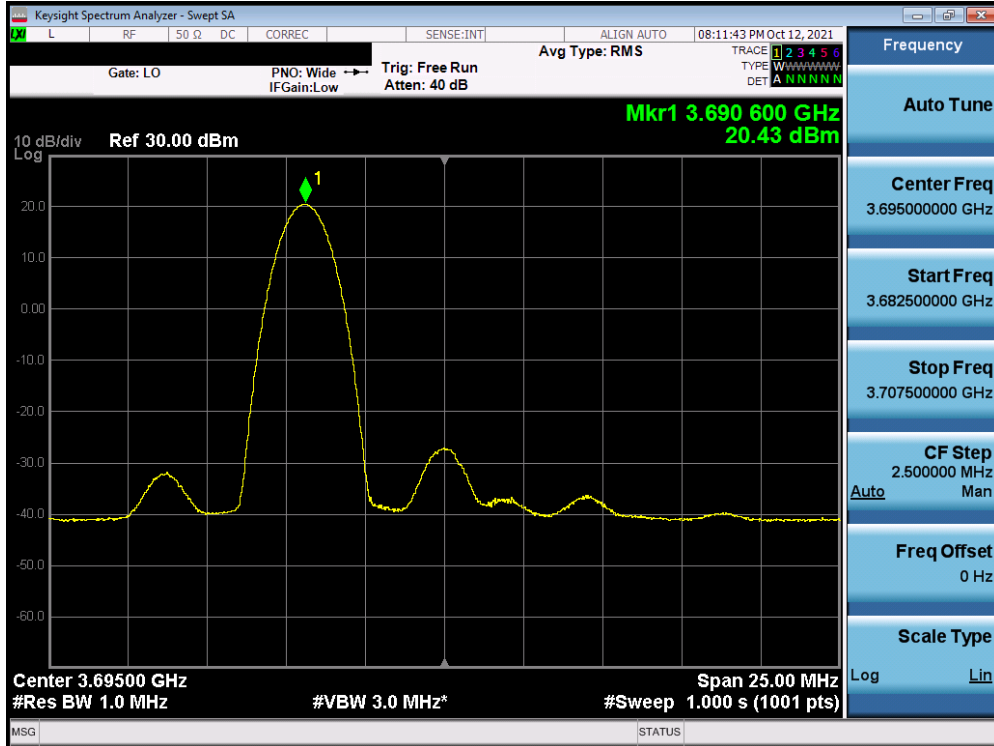 Keysight Spectrum Analyzer - Swept SA
LXI L RF 50 Ω DC CORREC SENSE:INT ALIGN AUTO 08:11:43 PM Oct 12, 2021
Gate: LO
PNO: Wide
IFGain:Low
Trig: Free Run
Atten: 40 dB
Avg Type: RMS
TRACE 1 2 3 4 5 6
TYPE WWWWWW
DET A N N N N N
Mkr1 3.690 600 GHz
20.43 dBm
10 dB/div Ref 30.00 dBm
Log
1
20.0
10.0
0.00
-10.0
-20.0
-30.0
-40.0
-50.0
-60.0
Center 3.69500 GHz Span 25.00 MHz
#Res BW 1.0 MHz #VBW 3.0 MHz* #Sweep 1.000 s (1001 pts)
MSG STATUS
Frequency
Auto Tune
Center Freq
3.695000000 GHz
Start Freq
3.682500000 GHz
Stop Freq
3.707500000 GHz
CF Step
2.500000 MHz
Auto Man
Freq Offset
0 Hz
Scale Type
Log Lin